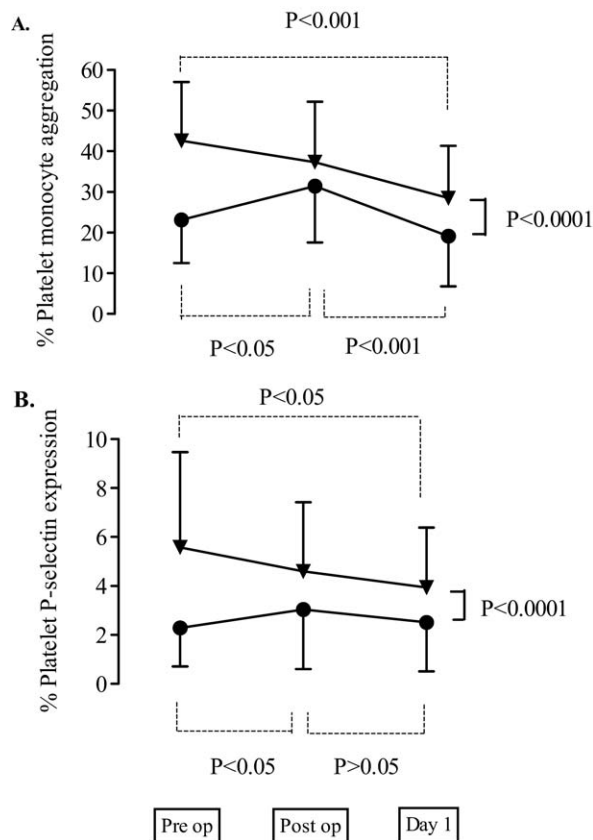 A.
P<0.001
% Platelet monocyte aggregation
60
50
40
30
20
10
0
P<0.0001
P<0.05
P<0.001
B.
P<0.05
% Platelet P-selectin expression
10
8
6
4
2
0
P<0.0001
P<0.05
P>0.05
Pre op
Post op
Day 1